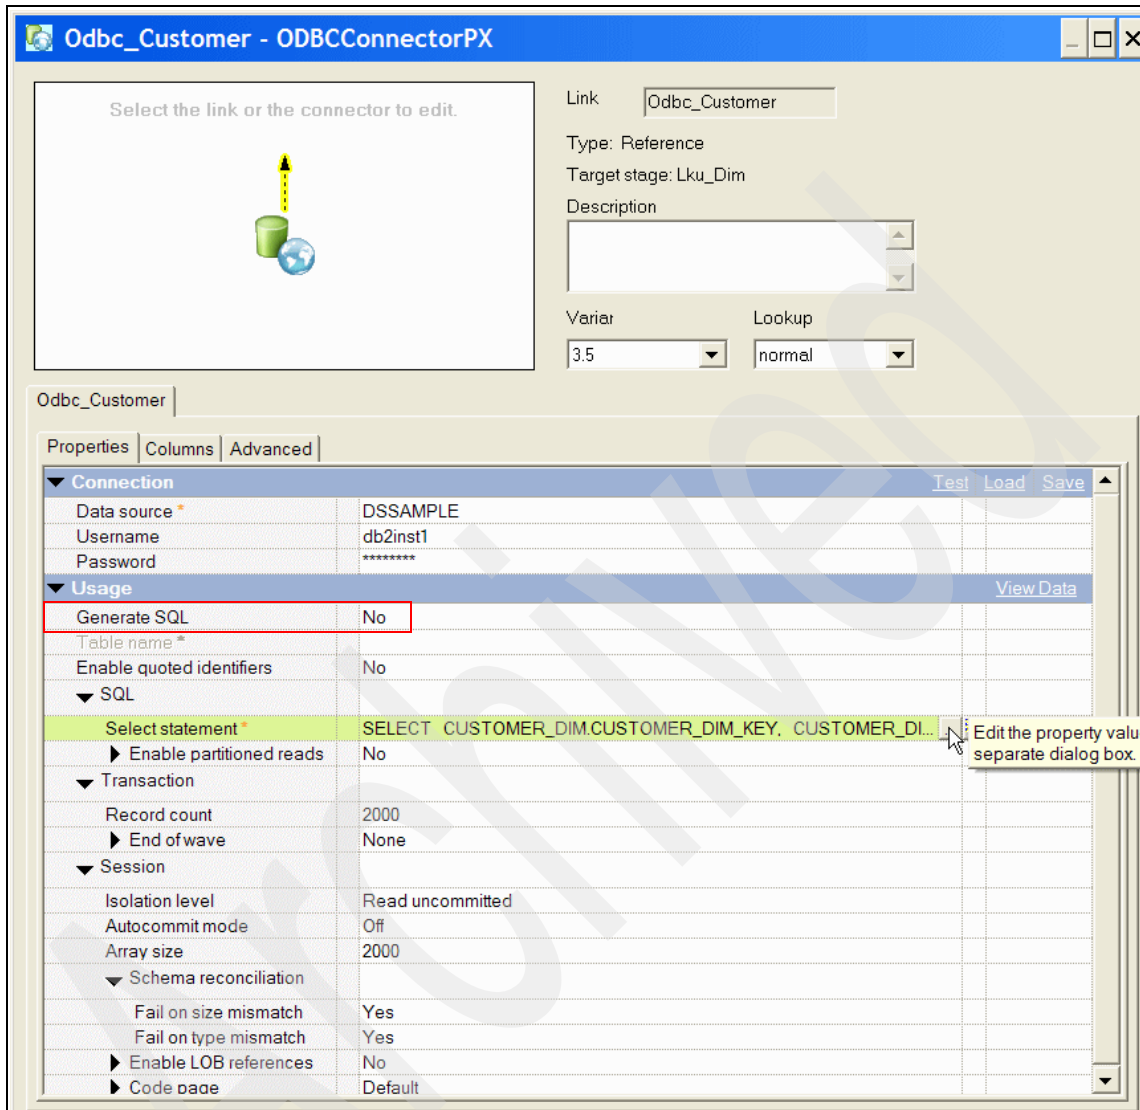 Odbc_Customer - ODBCConnectorPX
Select the link or the connector to edit.
Link Odbc_Customer
Type: Reference
Target stage: Lku_Dim
Description
Variar Lookup
3.5 normal
Odbc_Customer
Properties Columns Advanced
Connection Test Load Save
Data source * DSSAMPLE
Username db2inst1
Password ********
Usage View Data
Generate SQL No
Table name *
Enable quoted identifiers No
SQL
Select statement * SELECT CUSTOMER_DIM.CUSTOMER_DIM_KEY, CUSTOMER_DI... ...
Edit the property valu
separate dialog box.
Enable partitioned reads No
Transaction
Record count 2000
End of wave None
Session
Isolation level Read uncommitted
Autocommit mode Off
Array size 2000
Schema reconciliation
Fail on size mismatch Yes
Fail on type mismatch Yes
Enable LOB references No
Code page Default
Archived